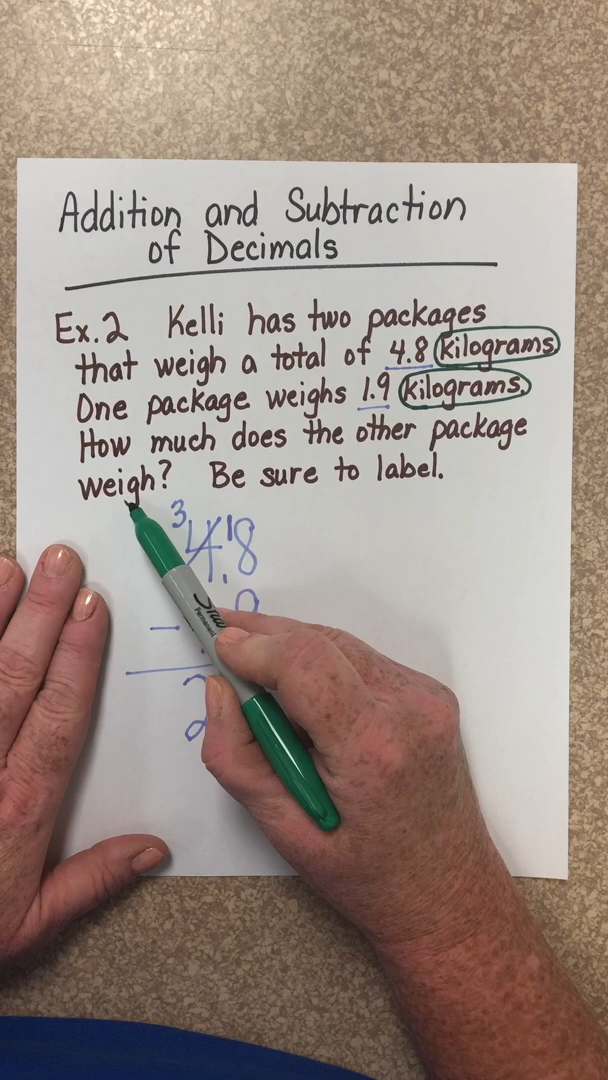 Addition and Subtraction
of Decimals
Ex.2 Kelli has two packages
that weigh a total of 4.8 kilograms.
One package weighs 1.9 kilograms.
How much does the other package
weigh? Be sure to label.
3 4.18
-
2